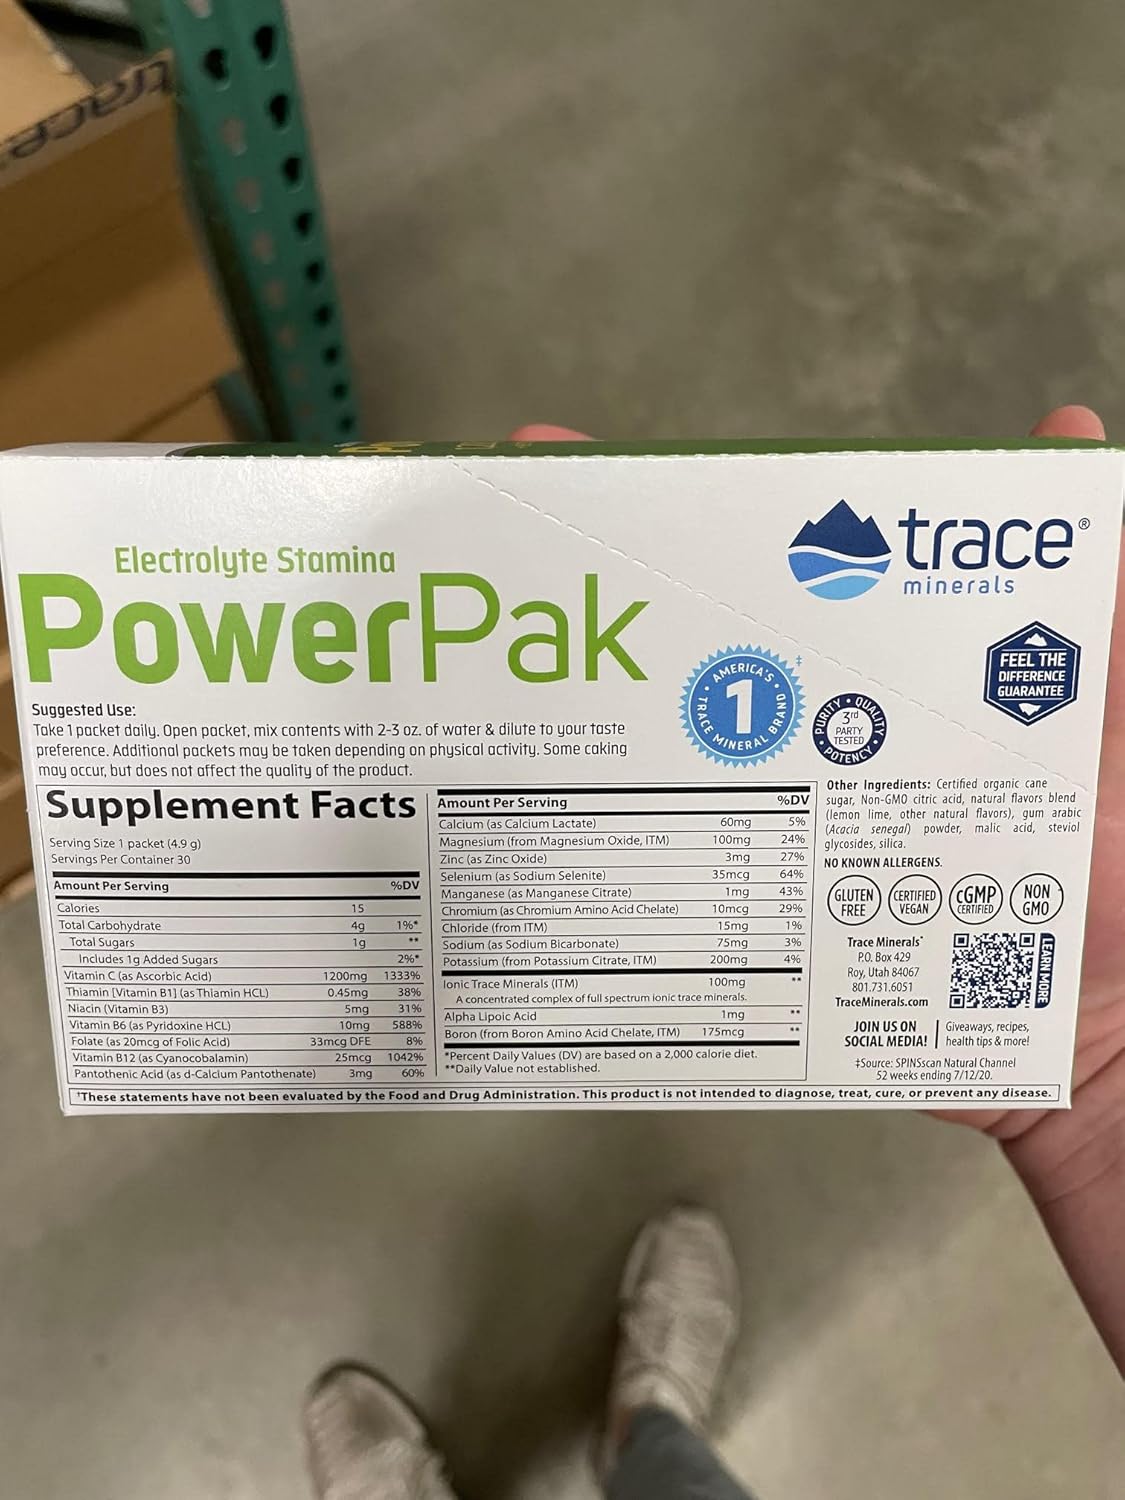 trace
Electrolyte Stamina
PowerPak
trace®
minerals
FEEL THE
DIFFERENCE
GUARANTEE
‡
AMERICA'S
1
TRACE MINERAL BRAND
PURITY • QUALITY
3rd
PARTY
TESTED
• POTENCY •
Suggested Use:
Take 1 packet daily. Open packet, mix contents with 2-3 oz. of water & dilute to your taste
preference. Additional packets may be taken depending on physical activity. Some caking
may occur, but does not affect the quality of the product.
Supplement Facts
Serving Size 1 packet (4.9 g)
Servings Per Container 30
Amount Per Serving %DV
Calories 15
Total Carbohydrate 4g 1%*
Total Sugars 1g **
Includes 1g Added Sugars 2%*
Vitamin C (as Ascorbic Acid) 1200mg 1333%
Thiamin [Vitamin B1] (as Thiamin HCL) 0.45mg 38%
Niacin (Vitamin B3) 5mg 31%
Vitamin B6 (as Pyridoxine HCL) 10mg 588%
Folate (as 20mcg of Folic Acid) 33mcg DFE 8%
Vitamin B12 (as Cyanocobalamin) 25mcg 1042%
Pantothenic Acid (as d-Calcium Pantothenate) 3mg 60%
Amount Per Serving %DV
Calcium (as Calcium Lactate) 60mg 5%
Magnesium (from Magnesium Oxide, ITM) 100mg 24%
Zinc (as Zinc Oxide) 3mg 27%
Selenium (as Sodium Selenite) 35mcg 64%
Manganese (as Manganese Citrate) 1mg 43%
Chromium (as Chromium Amino Acid Chelate) 10mcg 29%
Chloride (from ITM) 15mg 1%
Sodium (as Sodium Bicarbonate) 75mg 3%
Potassium (from Potassium Citrate, ITM) 200mg 4%
Ionic Trace Minerals (ITM) 100mg **
A concentrated complex of full spectrum ionic trace minerals.
Alpha Lipoic Acid 1mg **
Boron (from Boron Amino Acid Chelate, ITM) 175mcg **
*Percent Daily Values (DV) are based on a 2,000 calorie diet.
**Daily Value not established.
Other Ingredients: Certified organic cane
sugar, Non-GMO citric acid, natural flavors blend
(lemon lime, other natural flavors), gum arabic
(Acacia senegal) powder, malic acid, steviol
glycosides, silica.
NO KNOWN ALLERGENS.
GLUTEN
FREE
CERTIFIED
VEGAN
cGMP
CERTIFIED
NON
GMO
Trace Minerals®
P.O. Box 429
Roy, Utah 84067
801.731.6051
TraceMinerals.com
LEARN MORE
JOIN US ON
SOCIAL MEDIA!
Giveaways, recipes,
health tips & more!
‡Source: SPINSscan Natural Channel
52 weeks ending 7/12/20.
†These statements have not been evaluated by the Food and Drug Administration. This product is not intended to diagnose, treat, cure, or prevent any disease.